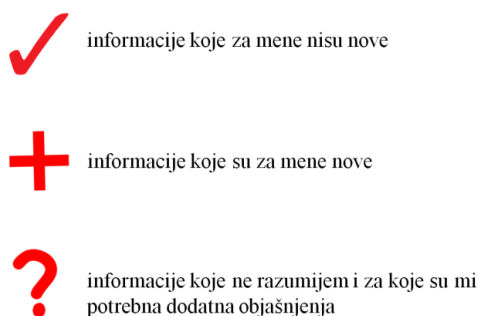 informacije koje za mene nisu nove
informacije koje su za mene nove
informacije koje ne razumijem i za koje su mi
potrebna dodatna objašnjenja